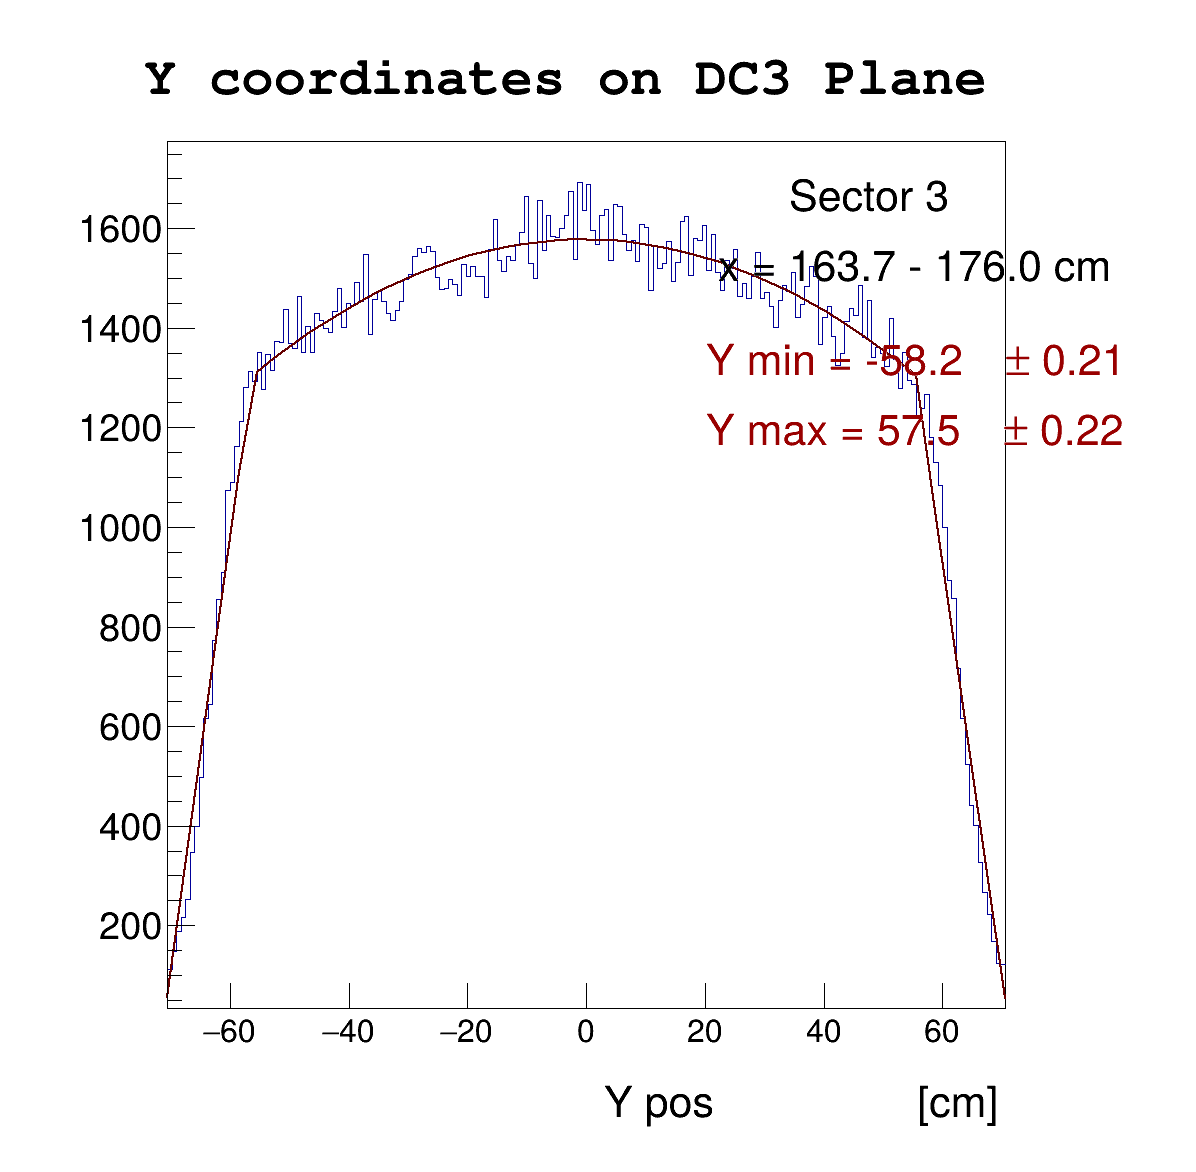 Y coordinates on DC3 Plane
Sector 3
x = 163.7 - 176.0 cm
Y min = -58.2 ± 0.21
Y max = 57.5 ± 0.22
1600
1400
1200
1000
800
600
400
200
−60 −40 −20 0 20 40 60
Y pos [cm]